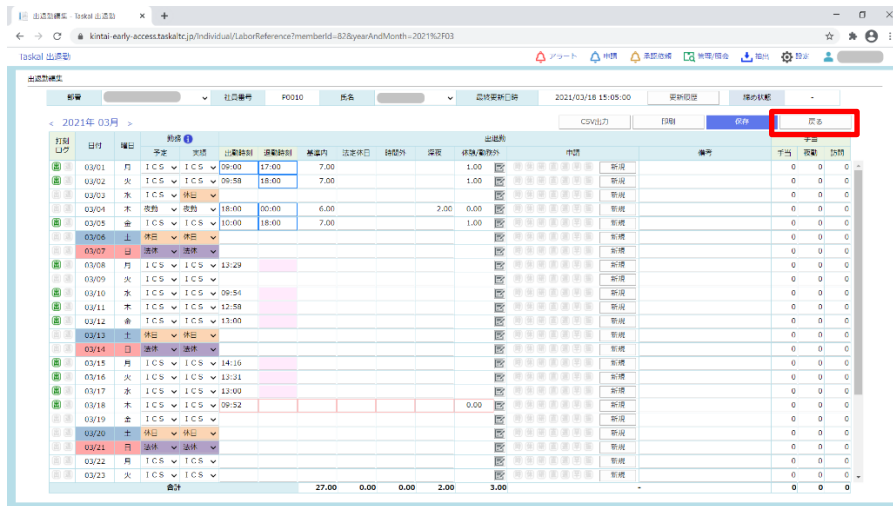 出退勤編集 - Taskal 出退勤 × +
kintai-early-access.taskaltc.jp/Individual/LaborReference?memberId=82&yearAndMonth=2021%2F03
Taskal 出退勤 アラート 申請 承認依頼 管理/照会 抽出 設定
出退勤編集
部署 社員番号 P0010 氏名 最終更新日時 2021/03/18 15:05:00 更新履歴 締め状態 -
< 2021年 03月 > CSV出力 印刷 保存 戻る
打刻ログ 日付 曜日 勤務 出退勤 手当
予定 実績 出勤時刻 退勤時刻 基準内 法定休日 時間外 深夜 休憩/勤務外 申請 備考 手当 夜勤 訪問
03/01 月 ICS ICS 09:00 17:00 7.00 1.00 新規 0 0 0
03/02 火 ICS ICS 09:58 18:00 7.00 1.00 新規 0 0 0
03/03 水 ICS 休日 新規 0 0 0
03/04 木 夜勤 夜勤 18:00 00:00 6.00 2.00 0.00 新規 0 0 0
03/05 金 ICS ICS 10:00 18:00 7.00 1.00 新規 0 0 0
03/06 土 休日 休日 新規 0 0 0
03/07 日 法休 法休 新規 0 0 0
03/08 月 ICS ICS 13:29 新規 0 0 0
03/09 火 ICS ICS 新規 0 0 0
03/10 水 ICS ICS 09:54 新規 0 0 0
03/11 木 ICS ICS 12:58 新規 0 0 0
03/12 金 ICS ICS 13:00 新規 0 0 0
03/13 土 休日 休日 新規 0 0 0
03/14 日 法休 法休 新規 0 0 0
03/15 月 ICS ICS 14:16 新規 0 0 0
03/16 火 ICS ICS 13:31 新規 0 0 0
03/17 水 ICS ICS 13:00 新規 0 0 0
03/18 木 ICS ICS 09:52 0.00 新規 0 0 0
03/19 金 ICS ICS 新規 0 0 0
03/20 土 休日 休日 新規 0 0 0
03/21 日 法休 法休 新規 0 0 0
03/22 月 ICS ICS 新規 0 0 0
03/23 火 ICS ICS 新規 0 0 0
合計 27.00 0.00 0.00 2.00 3.00 - 0 0 0